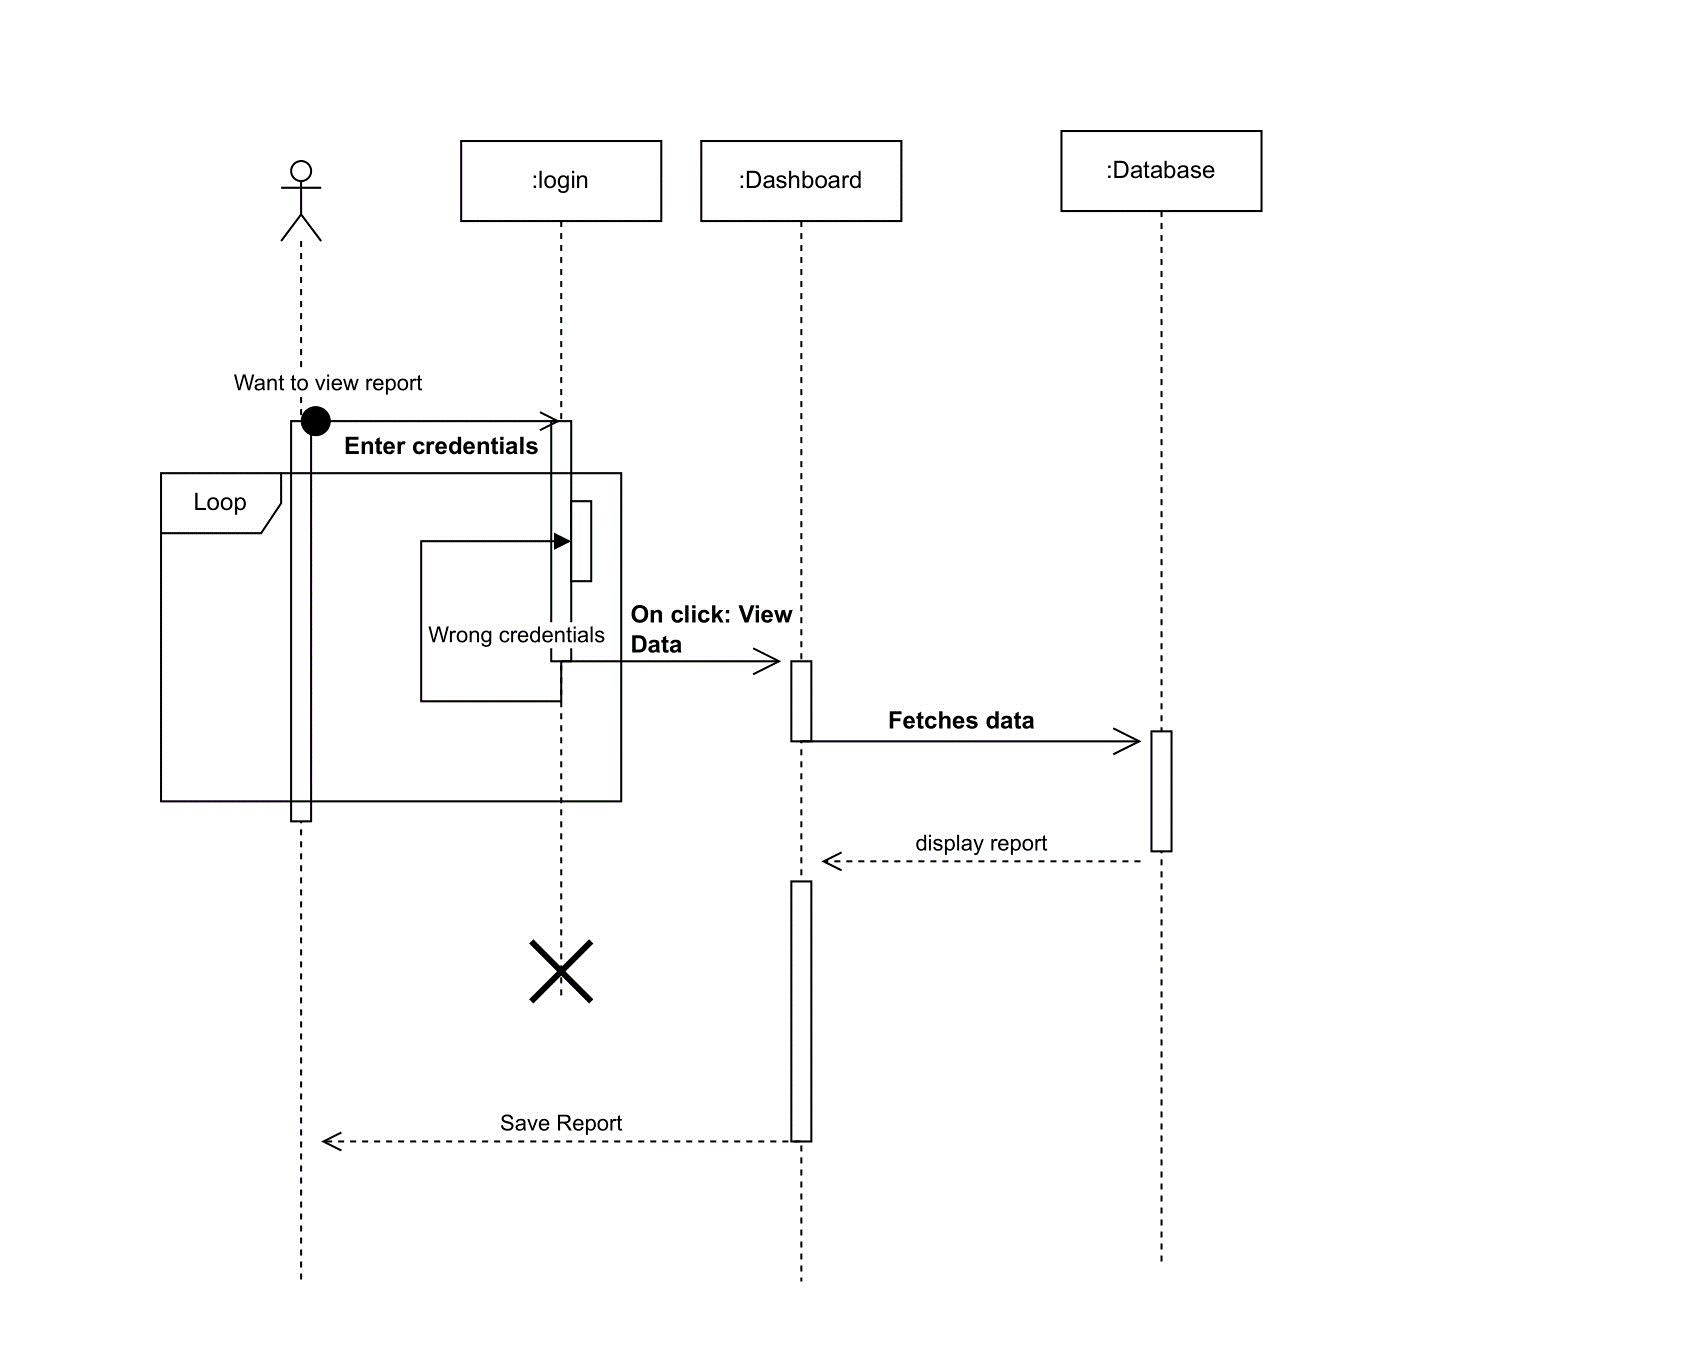 :login
:Dashboard
:Database
Want to view report
Enter credentials
Loop
On click: View
Data
Wrong credentials
Fetches data
display report
Save Report